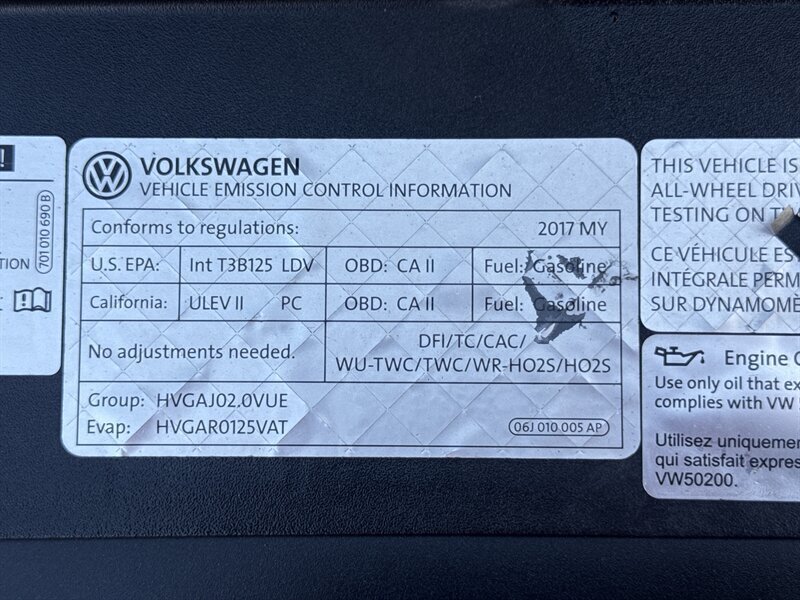 !
701 010 690 B
TION
VOLKSWAGEN
VEHICLE EMISSION CONTROL INFORMATION
Conforms to regulations: 2017 MY
U.S. EPA: Int T3B125 LDV OBD: CA II Fuel: Gasoline
California: ULEV II PC OBD: CA II Fuel: Gasoline
No adjustments needed.
DFI/TC/CAC/
WU-TWC/TWC/WR-HO2S/HO2S
Group: HVGAJ02.0VUE
Evap: HVGAR0125VAT
06J 010 005 AP
THIS VEHICLE IS
ALL-WHEEL DRIV
TESTING ON
CE VÉHICULE ES
INTÉGRALE PERM
SUR DYNAMOMÈ
Engine
Use only oil that ex
complies with VW
Utilisez uniquemen
qui satisfait expres
VW50200.